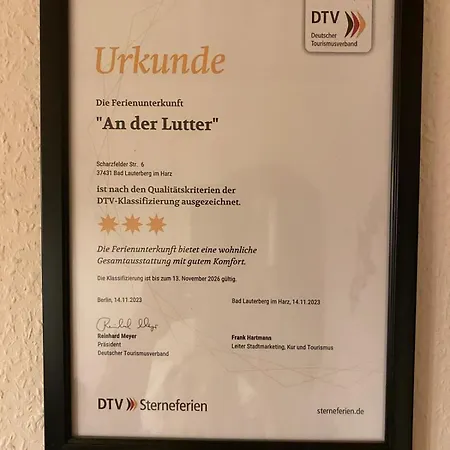 DTV
Deutscher
Tourismusverband
Urkunde
Die Ferienunterkunft
"An der Lutter"
Scharzfelder Str. 6
37431 Bad Lauterberg im Harz
ist nach den Qualitätskriterien der
DTV-Klassifizierung ausgezeichnet.
Die Ferienunterkunft bietet eine wohnliche
Gesamtausstattung mit gutem Komfort.
Die Klassifizierung ist bis zum 13. November 2026 gültig.
Berlin, 14.11.2023
Bad Lauterberg im Harz, 14.11.2023
Reinhard Meyer
Präsident
Deutscher Tourismusverband
Frank Hartmann
Leiter Stadtmarketing, Kur und Tourismus
DTV Sterneferien
sterneferien.de